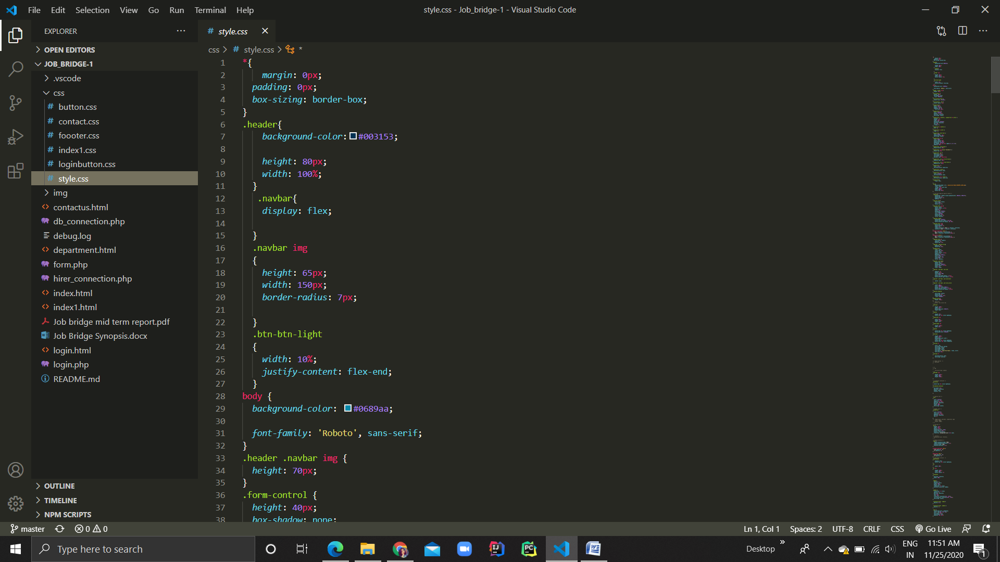 File Edit Selection View Go Run Terminal Help
style.css - Job_bridge-1 - Visual Studio Code
EXPLORER
OPEN EDITORS
JOB_BRIDGE-1
.vscode
css
# button.css
# contact.css
# foooter.css
# index1.css
# loginbutton.css
# style.css
img
<> contactus.html
db_connection.php
debug.log
<> department.html
form.php
hirer_connection.php
<> index.html
<> index1.html
Job bridge mid term report.pdf
Job Bridge Synopsis.docx
<> login.html
login.php
README.md
OUTLINE
TIMELINE
NPM SCRIPTS
# style.css
css > # style.css > *
1 *{
2 margin: 0px;
3 padding: 0px;
4 box-sizing: border-box;
5 }
6 .header{
7 background-color: #003153;
8
9 height: 80px;
10 width: 100%;
11 }
12 .navbar{
13 display: flex;
14
15 }
16 .navbar img
17 {
18 height: 65px;
19 width: 150px;
20 border-radius: 7px;
21
22 }
23 .btn-btn-light
24 {
25 width: 10%;
26 justify-content: flex-end;
27 }
28 body {
29 background-color: #0689aa;
30
31 font-family: 'Roboto', sans-serif;
32 }
33 .header .navbar img {
34 height: 70px;
35 }
36 .form-control {
37 height: 40px;
38 box-shadow: none;
master 0 0
Ln 1, Col 1 Spaces: 2 UTF-8 CRLF CSS Go Live
Type here to search
Desktop
ENG
IN
11:51 AM
11/25/2020
1